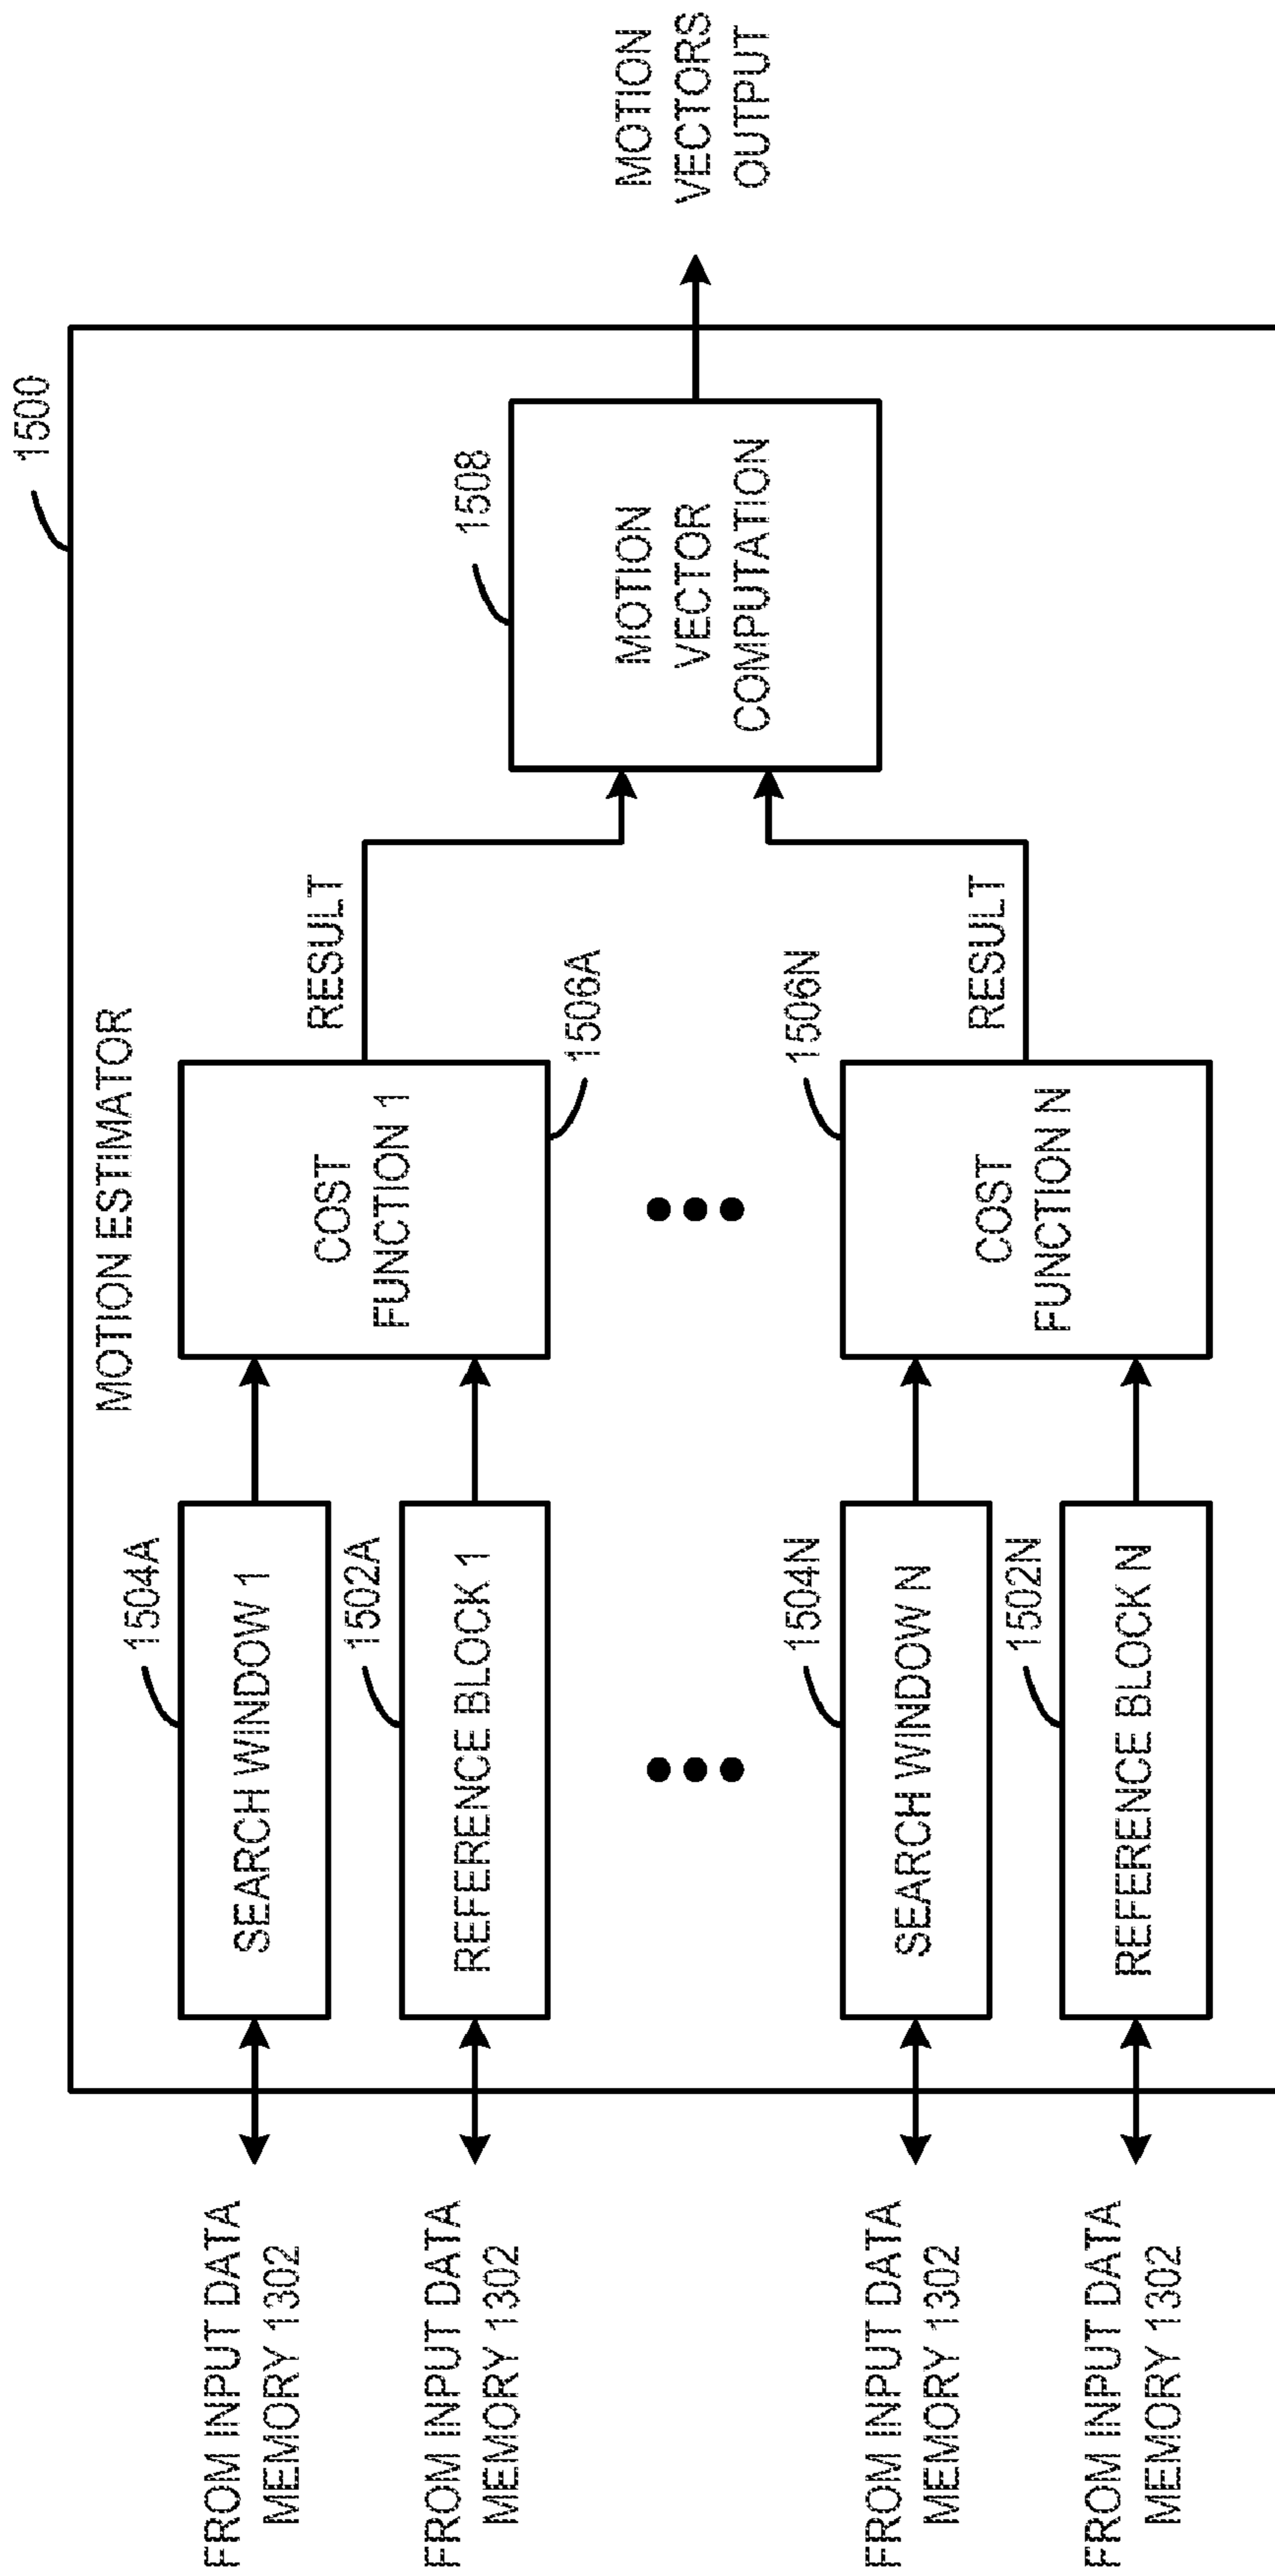 1500
MOTION ESTIMATOR
FROM INPUT DATA
MEMORY 1302
1504A
SEARCH WINDOW 1
FROM INPUT DATA
MEMORY 1302
1502A
REFERENCE BLOCK 1
COST
FUNCTION 1
1506A
RESULT
FROM INPUT DATA
MEMORY 1302
1504N
SEARCH WINDOW N
FROM INPUT DATA
MEMORY 1302
1502N
REFERENCE BLOCK N
1506N
COST
FUNCTION N
RESULT
1508
MOTION
VECTOR
COMPUTATION
MOTION
VECTORS
OUTPUT